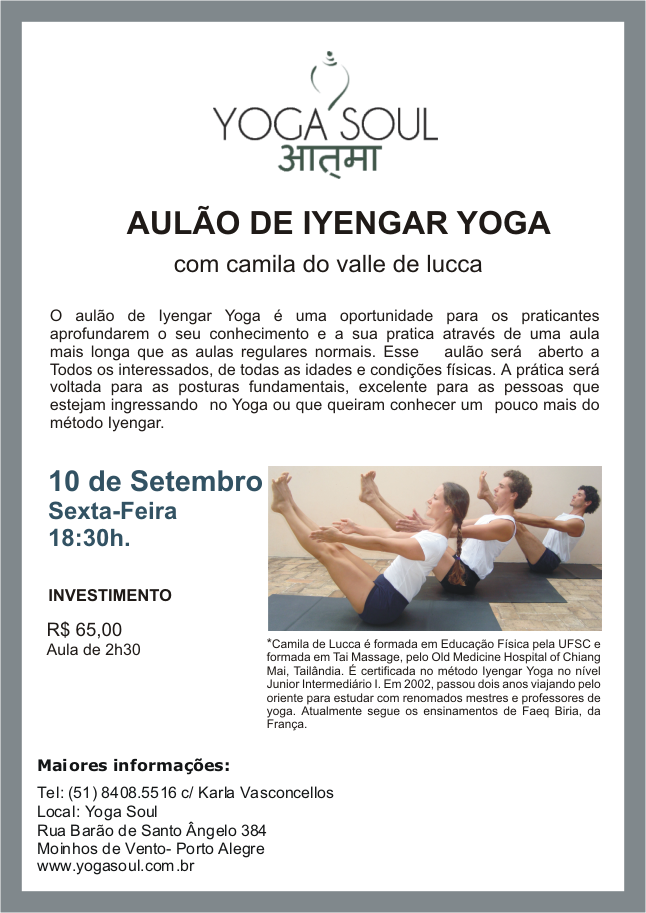 YOGA SOUL
आत्मा
AULÃO DE IYENGAR YOGA
com camila do valle de lucca
O aulão de Iyengar Yoga é uma oportunidade para os praticantes
aprofundarem o seu conhecimento e a sua pratica através de uma aula
mais longa que as aulas regulares normais. Esse aulão será aberto a
Todos os interessados, de todas as idades e condições físicas. A prática será
voltada para as posturas fundamentais, excelente para as pessoas que
estejam ingressando no Yoga ou que queiram conhecer um pouco mais do
método Iyengar.
10 de Setembro
Sexta-Feira
18:30h.
INVESTIMENTO
R$ 65,00
Aula de 2h30
*Camila de Lucca é formada em Educação Física pela UFSC e
formada em Tai Massage, pelo Old Medicine Hospital of Chiang
Mai, Tailândia. É certificada no método Iyengar Yoga no nível
Junior Intermediário I. Em 2002, passou dois anos viajando pelo
oriente para estudar com renomados mestres e professores de
yoga. Atualmente segue os ensinamentos de Faeq Biria, da
França.
Maiores informações:
Tel: (51) 8408.5516 c/ Karla Vasconcellos
Local: Yoga Soul
Rua Barão de Santo Ângelo 384
Moinhos de Vento- Porto Alegre
www.yogasoul.com.br